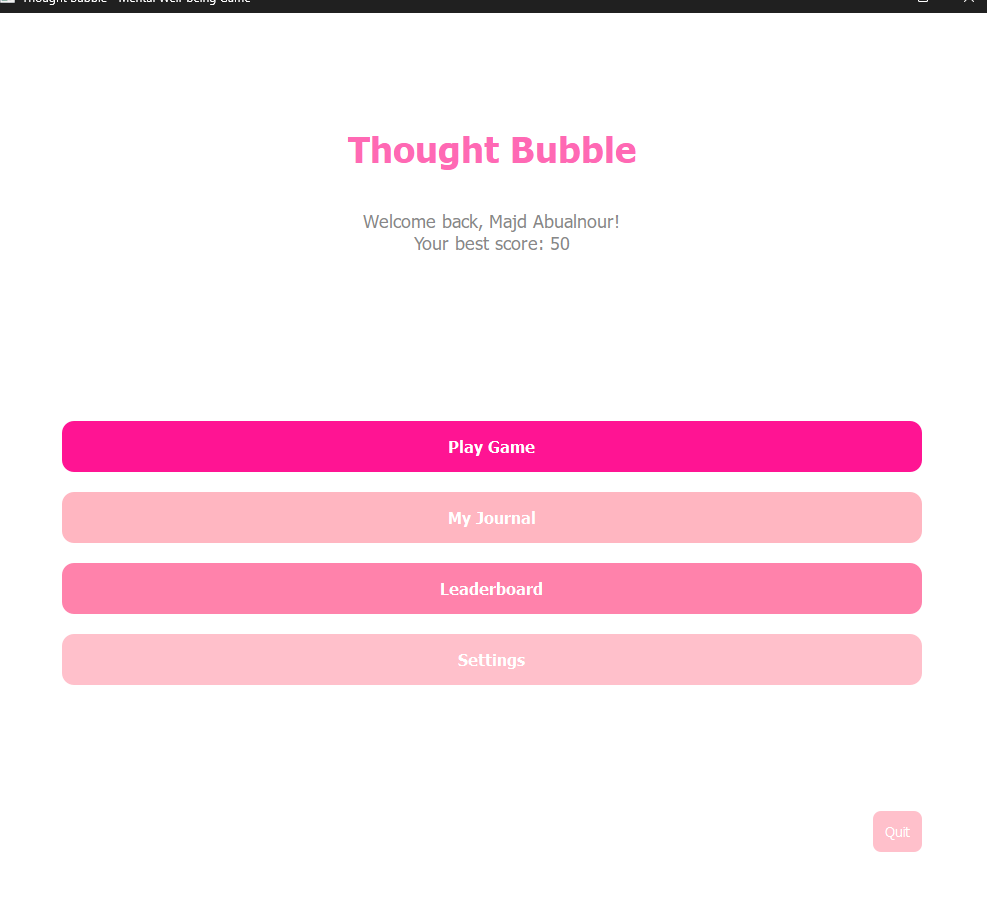 Thought Bubble - Mental Well-being Game
Thought Bubble
Welcome back, Majd Abualnour!
Your best score: 50
Play Game
My Journal
Leaderboard
Settings
Quit